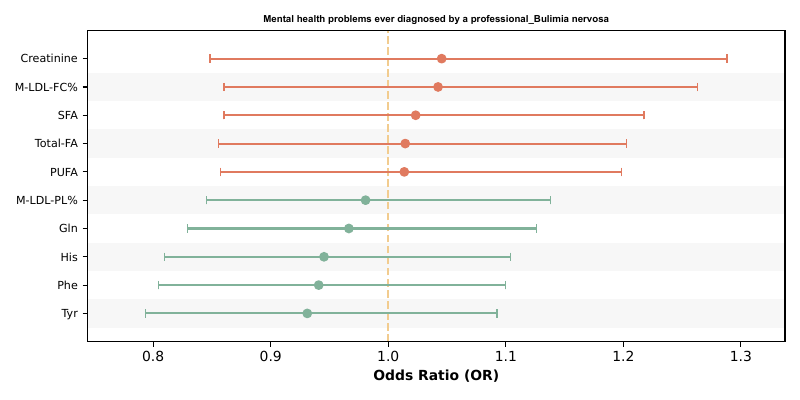 Mental health problems ever diagnosed by a professional_Bulimia nervosa
Creatinine
M-LDL-FC%
SFA
Total-FA
PUFA
M-LDL-PL%
Gln
His
Phe
Tyr
0.8 0.9 1.0 1.1 1.2 1.3
Odds Ratio (OR)